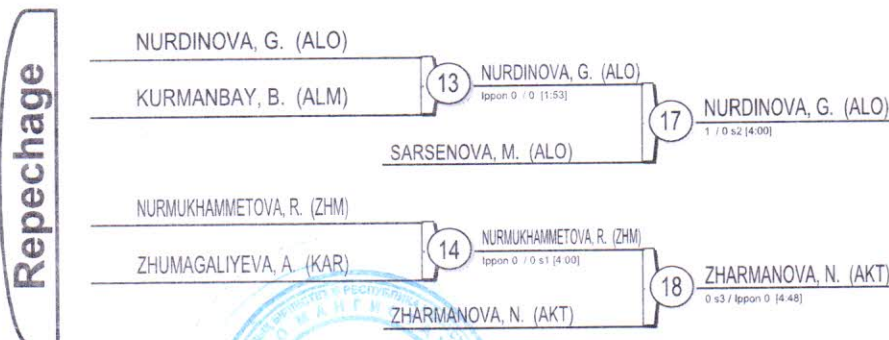 Repechage
NURDINOVA, G. (ALO)
KURMANBAY, B. (ALM)
13
NURDINOVA, G. (ALO)
Ippon 0 / 0 [1:53]
SARSENOVA, M. (ALO)
17
NURDINOVA, G. (ALO)
1 / 0 s2 [4:00]
NURMUKHAMMETOVA, R. (ZHM)
ZHUMAGALIYEVA, A. (KAR)
14
NURMUKHAMMETOVA, R. (ZHM)
Ippon 0 / 0 s1 [4:00]
ZHARMANOVA, N. (AKT)
18
ZHARMANOVA, N. (AKT)
0 s3 / Ippon 0 [4:48]